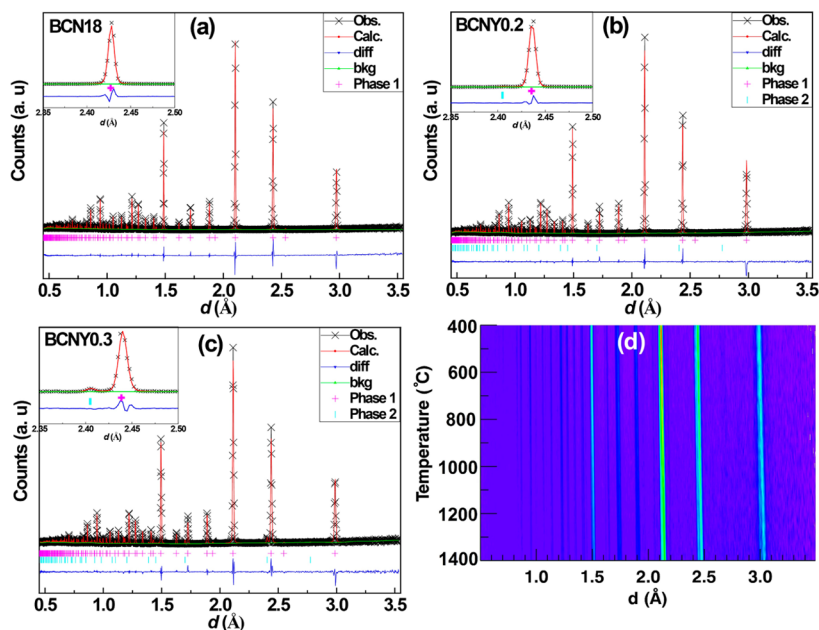 BCN18
(a)
Obs.
Calc.
diff
bkg
Phase 1
2.35 2.40 2.45 2.50
d (Å)
Counts (a. u)
0.5 1.0 1.5 2.0 2.5 3.0 3.5
d (Å)
BCNY0.2
(b)
Obs.
Calc.
diff
bkg
Phase 1
Phase 2
2.35 2.40 2.45 2.50
d (Å)
Counts (a. u)
0.5 1.0 1.5 2.0 2.5 3.0 3.5
d (Å)
BCNY0.3
(c)
Obs.
Calc.
diff
bkg
Phase 1
Phase 2
2.35 2.40 2.45 2.50
d (Å)
Counts (a. u)
0.5 1.0 1.5 2.0 2.5 3.0 3.5
d (Å)
(d)
400
600
800
1000
1200
1400
Temperature (°C)
1.0 1.5 2.0 2.5 3.0
d (Å)